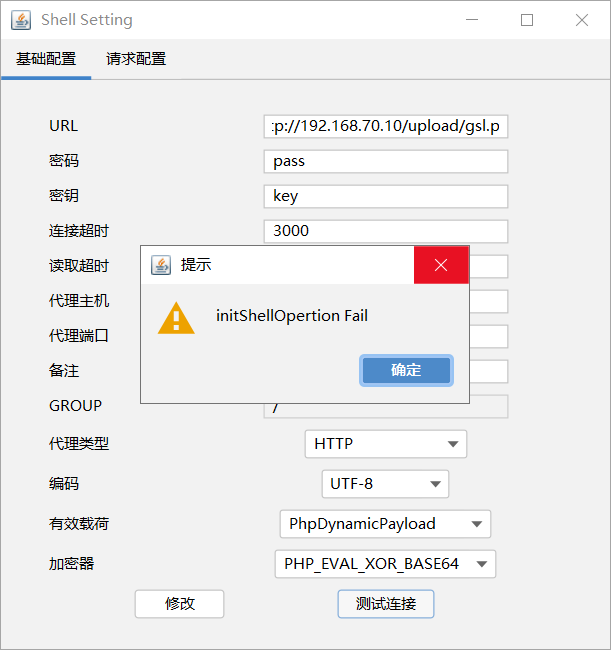 Shell Setting
基础配置 请求配置
URL :p://192.168.70.10/upload/gsl.p
密码 pass
密钥 key
连接超时 3000
读取超时
提示
代理主机
initShellOpertion Fail
代理端口
备注 确定
GROUP /
代理类型 HTTP
编码 UTF-8
有效载荷 PhpDynamicPayload
加密器 PHP_EVAL_XOR_BASE64
修改 测试连接